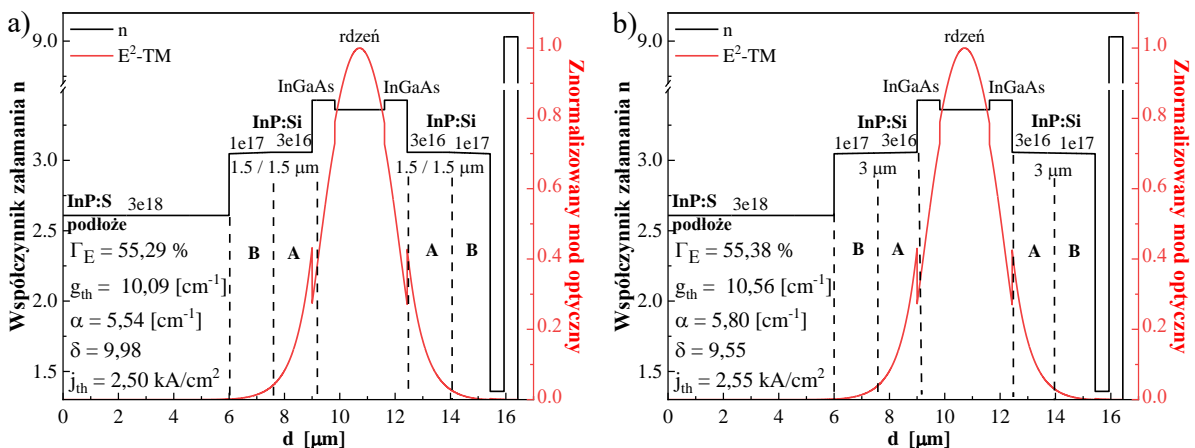 a)
n
E²-TM
rdzeń
InGaAs
InGaAs
InP:Si
InP:Si
1e17
3e16
3e16
1e17
1.5 / 1.5 μm
1.5 / 1.5 μm
InP:S
3e18
podłoże
B
A
A
B
Γ_E = 55,29 %
g_th = 10,09 [cm⁻¹]
α = 5,54 [cm⁻¹]
δ = 9,98
j_th = 2,50 kA/cm²
Współczynnik załamania n
9.0
3.0
2.5
2.0
1.5
0
2
4
6
8
10
12
14
16
d [μm]
1.0
0.8
0.6
0.4
0.2
0.0
Znormalizowany mod optyczny
b)
n
E²-TM
rdzeń
InGaAs
InGaAs
InP:Si
InP:Si
1e17
3e16
3e16
1e17
3 μm
3 μm
InP:S
3e18
podłoże
B
A
A
B
Γ_E = 55,38 %
g_th = 10,56 [cm⁻¹]
α = 5,80 [cm⁻¹]
δ = 9,55
j_th = 2,55 kA/cm²
Współczynnik załamania n
9.0
3.0
2.5
2.0
1.5
0
2
4
6
8
10
12
14
16
d [μm]
1.0
0.8
0.6
0.4
0.2
0.0
Znormalizowany mod optyczny